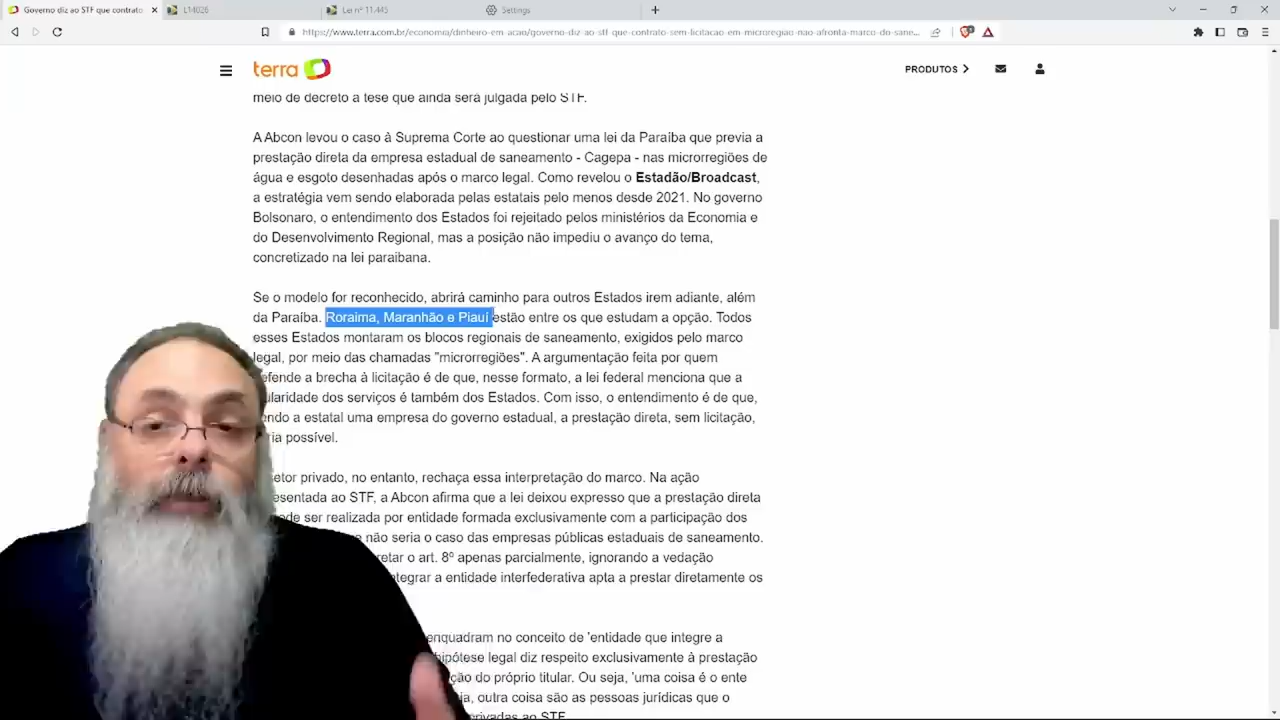 Governo diz ao STF que contrato
L14026
Lei nº 11.445
Settings
https://www.terra.com.br/economia/dinheiro-em-acao/governo-diz-ao-stf-que-contrato-sem-licitacao-em-microrregiao-nao-afronta-marco-do-sane...
terra
PRODUTOS
meio de decreto a tese que ainda será julgada pelo STF.
A Abcon levou o caso à Suprema Corte ao questionar uma lei da Paraíba que previa a
prestação direta da empresa estadual de saneamento - Cagepa - nas microrregiões de
água e esgoto desenhadas após o marco legal. Como revelou o Estadão/Broadcast,
a estratégia vem sendo elaborada pelas estatais pelo menos desde 2021. No governo
Bolsonaro, o entendimento dos Estados foi rejeitado pelos ministérios da Economia e
do Desenvolvimento Regional, mas a posição não impediu o avanço do tema,
concretizado na lei paraibana.
Se o modelo for reconhecido, abrirá caminho para outros Estados irem adiante, além
da Paraíba. Roraima, Maranhão e Piauí estão entre os que estudam a opção. Todos
esses Estados montaram os blocos regionais de saneamento, exigidos pelo marco
legal, por meio das chamadas "microrregiões". A argumentação feita por quem
efende a brecha à licitação é de que, nesse formato, a lei federal menciona que a
ularidade dos serviços é também dos Estados. Com isso, o entendimento é de que,
ndo a estatal uma empresa do governo estadual, a prestação direta, sem licitação,
ia possível.
etor privado, no entanto, rechaça essa interpretação do marco. Na ação
esentada ao STF, a Abcon afirma que a lei deixou expresso que a prestação direta
de ser realizada por entidade formada exclusivamente com a participação dos
e não seria o caso das empresas públicas estaduais de saneamento.
retar o art. 8º apenas parcialmente, ignorando a vedação
ntegrar a entidade interfederativa apta a prestar diretamente os
enquadram no conceito de 'entidade que integre a
hipótese legal diz respeito exclusivamente à prestação
ção do próprio titular. Ou seja, 'uma coisa é o ente
ja, outra coisa são as pessoas jurídicas que o
privadas ao STF.